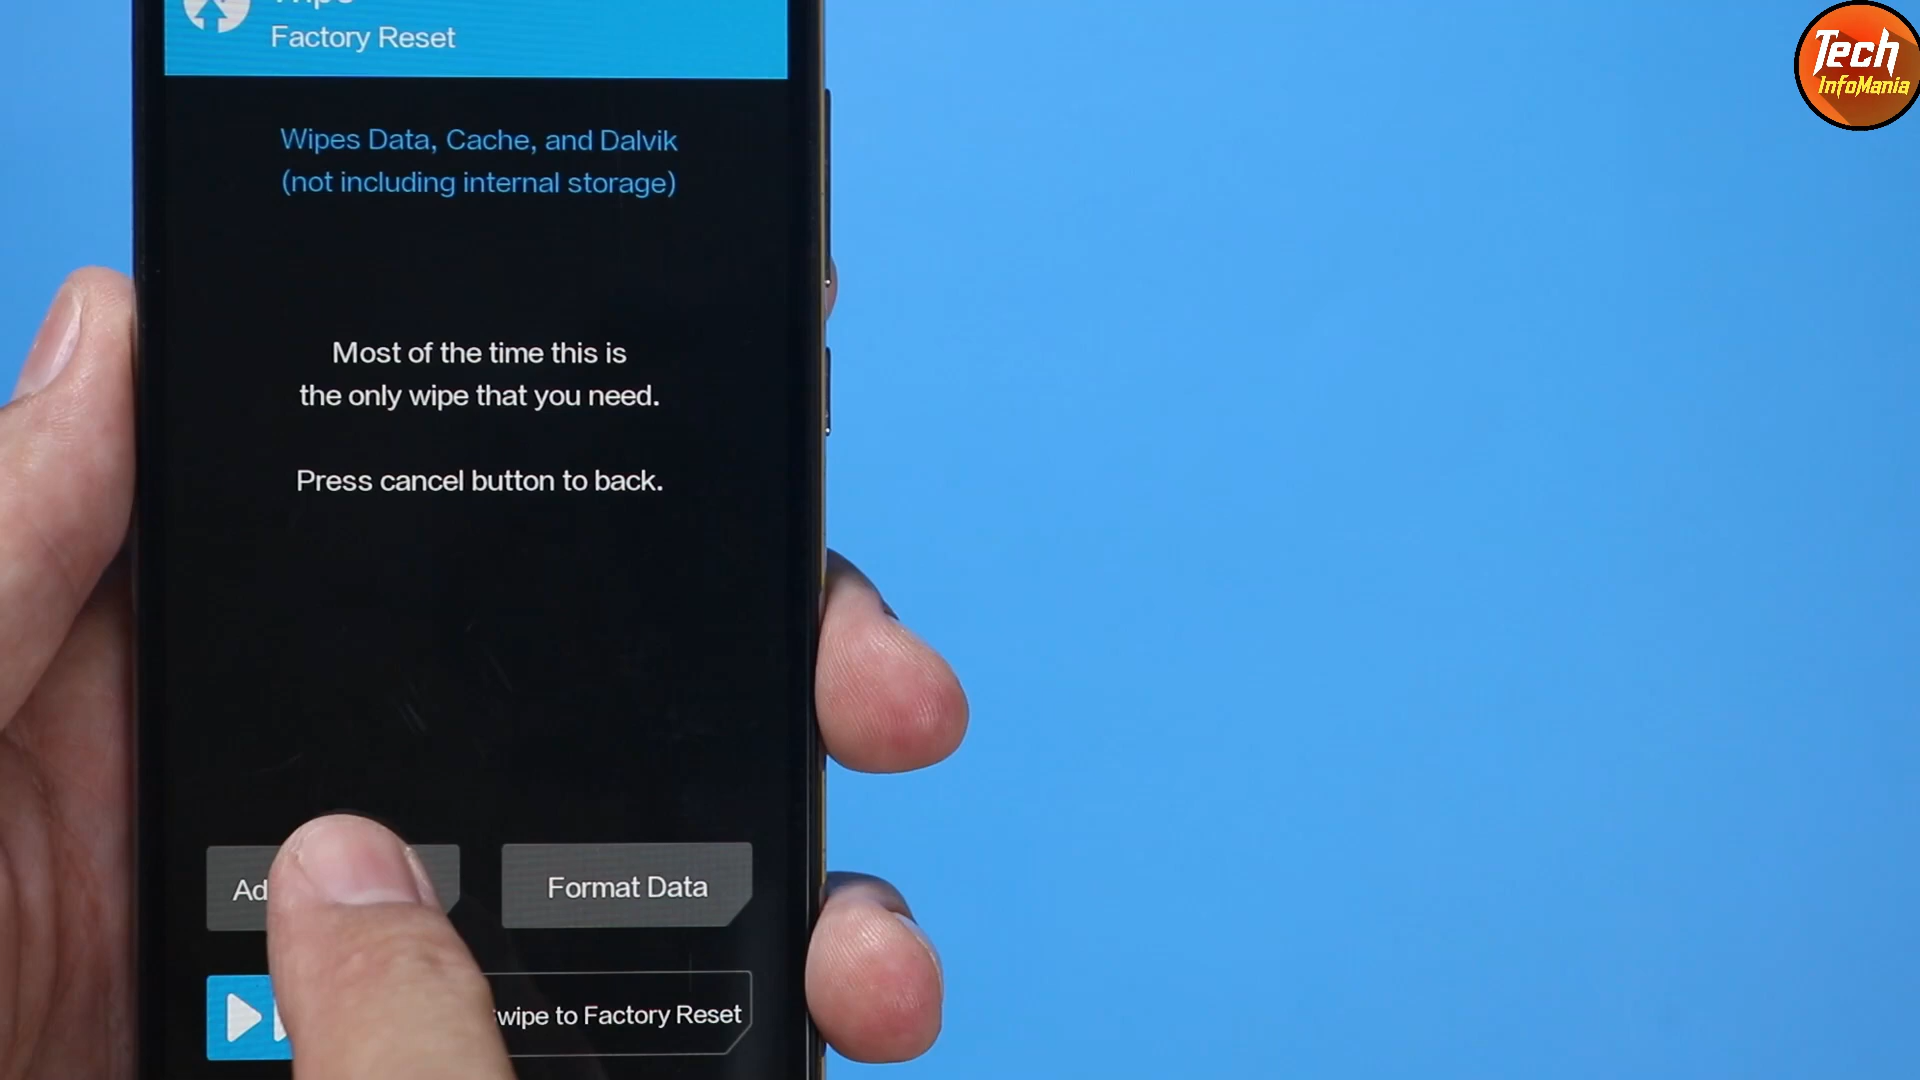 Factory Reset
Wipes Data, Cache, and Dalvik
(not including internal storage)
Most of the time this is
the only wipe that you need.
Press cancel button to back.
Format Data
wipe to Factory Reset
Tech
InfoMania